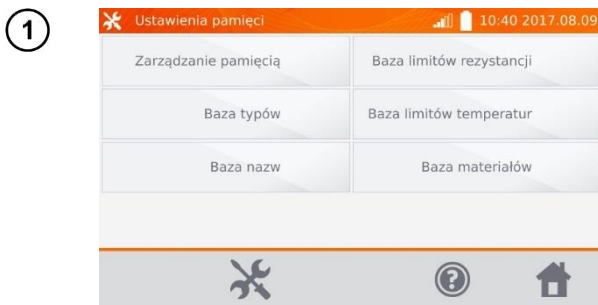 1
Ustawienia pamięci 10:40 2017.08.09
Zarządzanie pamięcią Baza limitów rezystancji
Baza typów Baza limitów temperatur
Baza nazw Baza materiałów
?